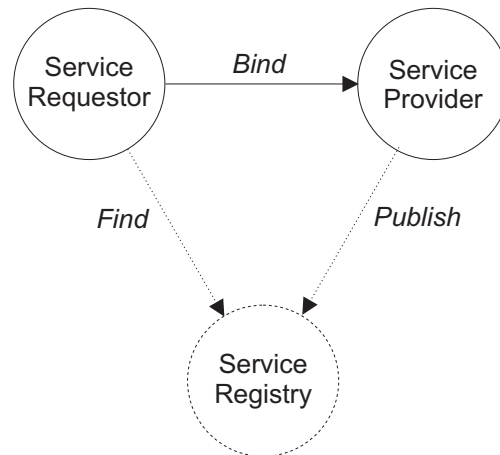 Service
Requestor
Bind
Service
Provider
Find
Publish
Service
Registry